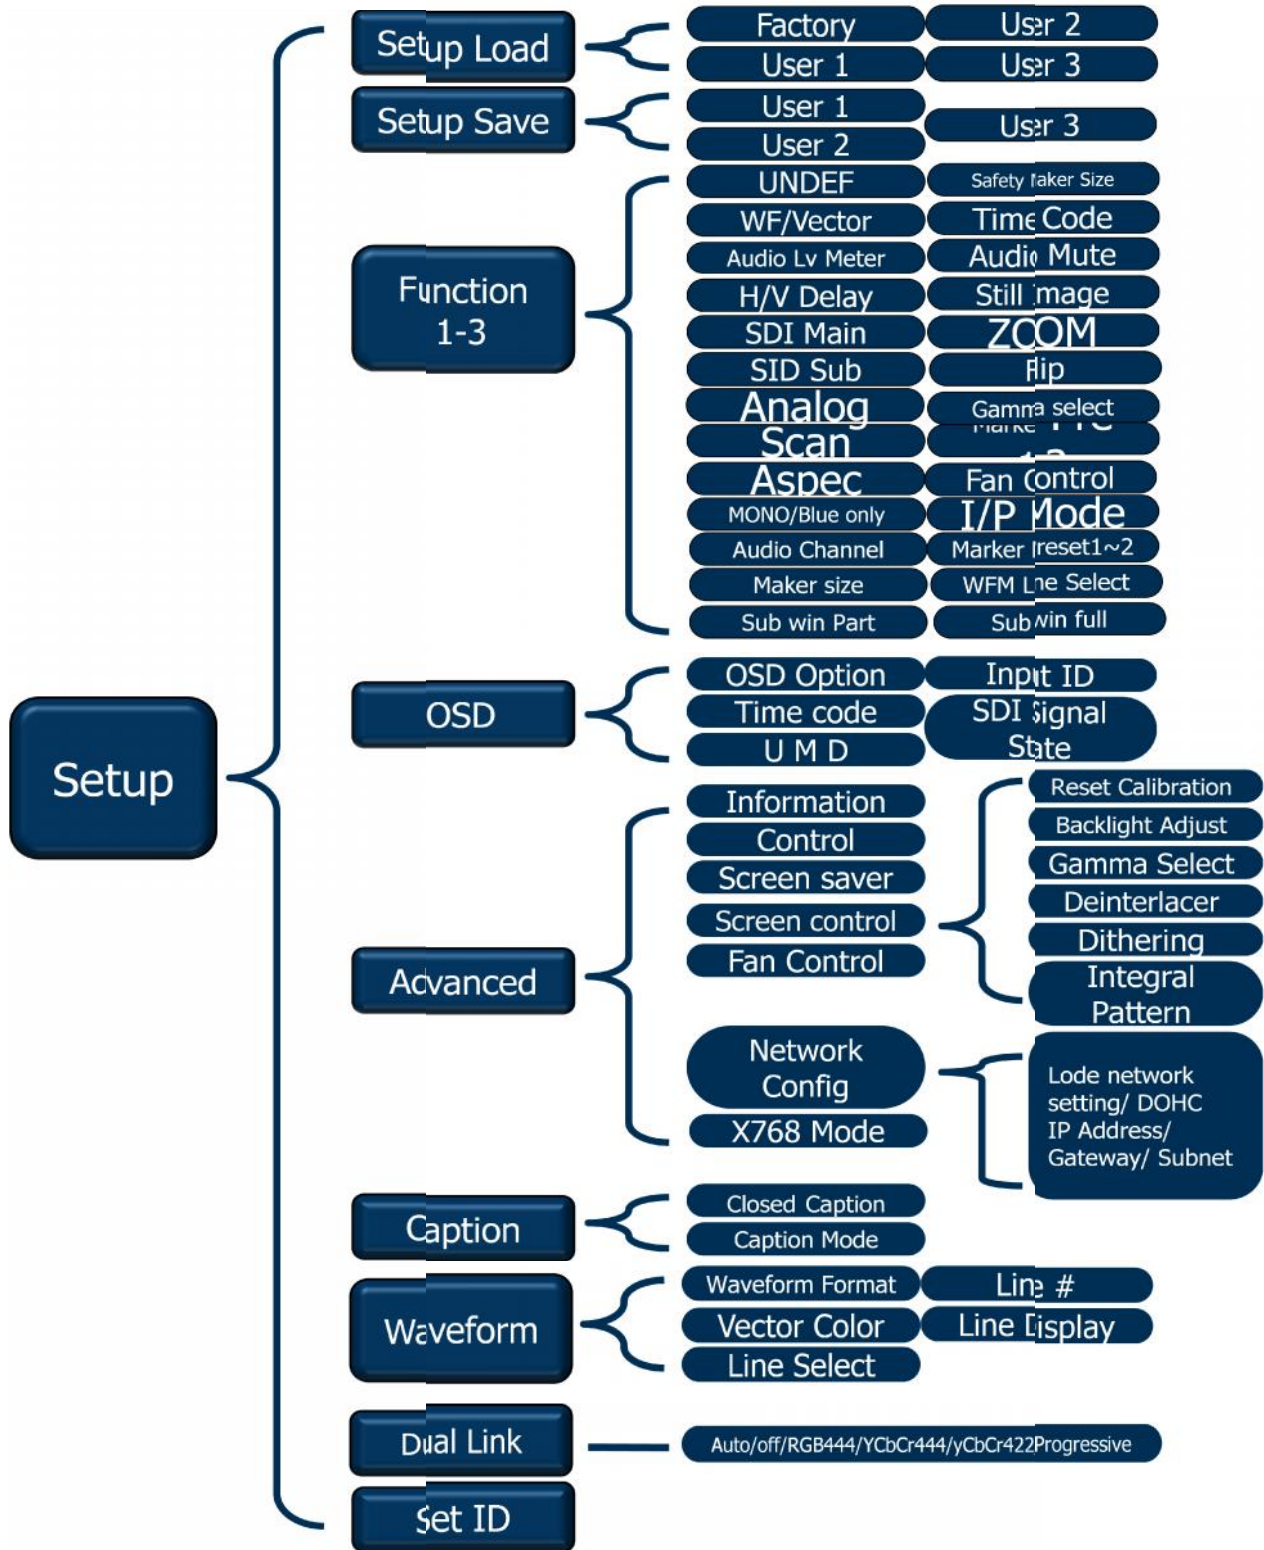 Setup
Setup Load
Factory
User 2
User 1
User 3
Setup Save
User 1
User 2
User 3
Function
1-3
UNDEF
Safety Maker Size
WF/Vector
Time Code
Audio Lv Meter
Audio Mute
H/V Delay
Still Image
SDI Main
ZOOM
SID Sub
Flip
Analog
Gamma select
Scan
Aspec
Fan Control
MONO/Blue only
I/P Mode
Audio Channel
Marker Preset1~2
Maker size
WFM Line Select
Sub win Part
Sub win full
OSD
OSD Option
Input ID
Time code
SDI Signal
State
U M D
Advanced
Information
Control
Screen saver
Screen control
Fan Control
Reset Calibration
Backlight Adjust
Gamma Select
Deinterlacer
Dithering
Integral
Pattern
Network
Config
Lode network
setting/ DOHC
IP Address/
Gateway/ Subnet
X768 Mode
Caption
Closed Caption
Caption Mode
Waveform
Waveform Format
Line #
Vector Color
Line Display
Line Select
Dual Link
Auto/off/RGB444/YCbCr444/yCbCr422Progressive
Set ID